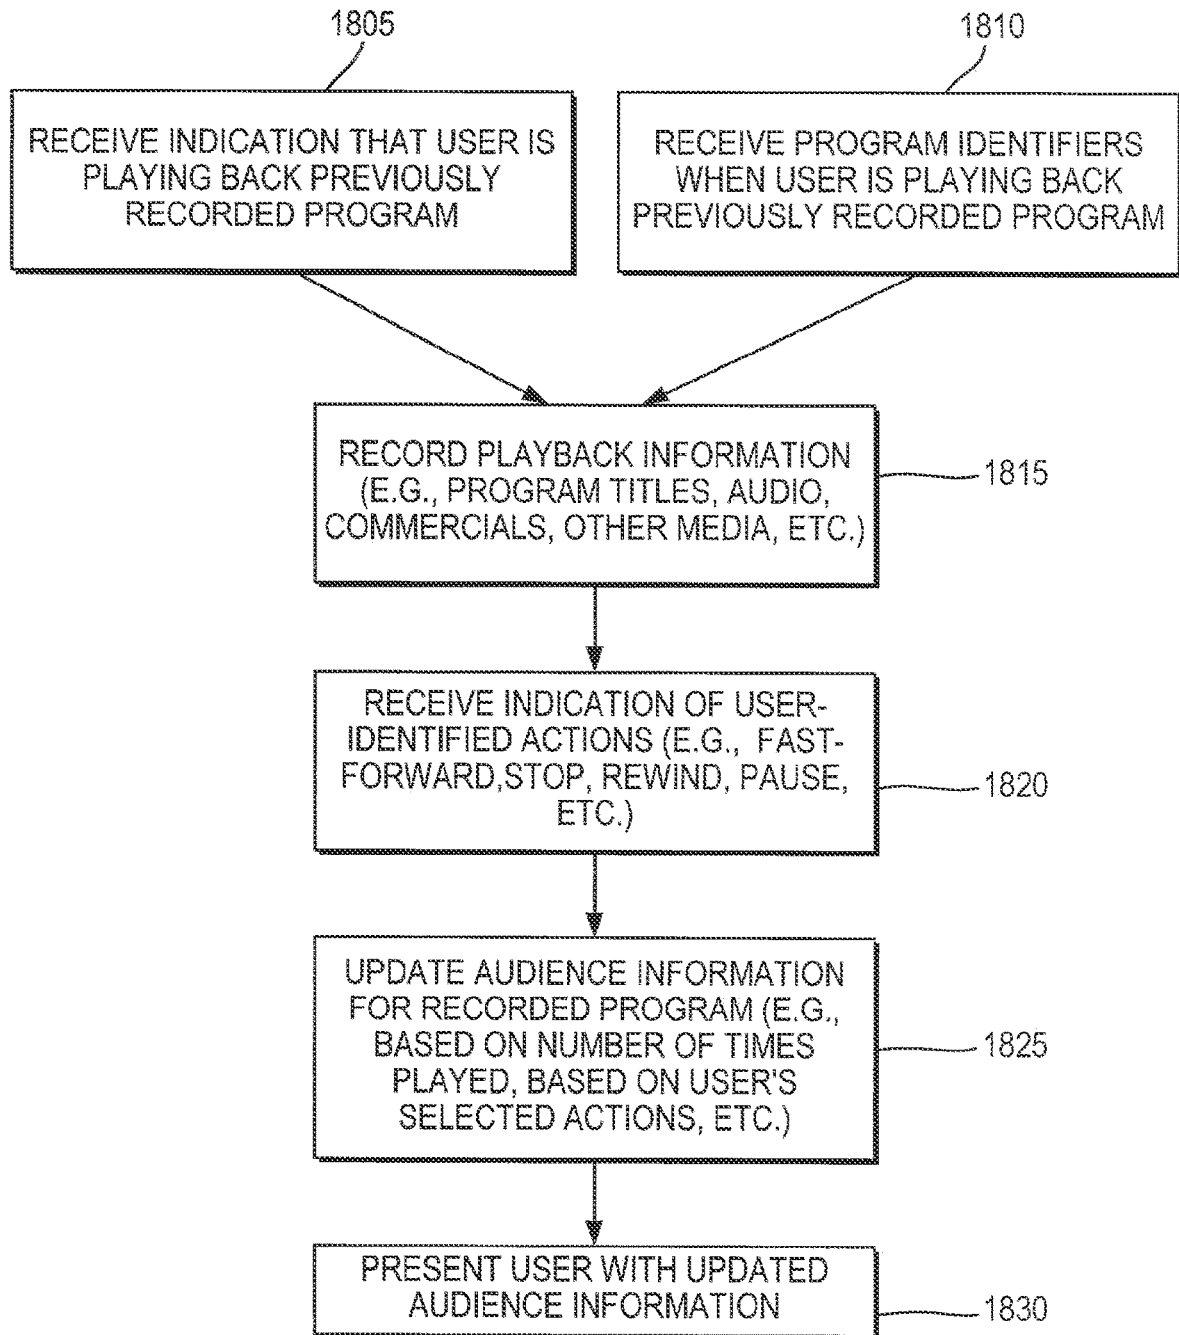 1805
1810
RECEIVE INDICATION THAT USER IS
PLAYING BACK PREVIOUSLY
RECORDED PROGRAM
RECEIVE PROGRAM IDENTIFIERS
WHEN USER IS PLAYING BACK
PREVIOUSLY RECORDED PROGRAM
RECORD PLAYBACK INFORMATION
(E.G., PROGRAM TITLES, AUDIO,
COMMERCIALS, OTHER MEDIA, ETC.)
1815
RECEIVE INDICATION OF USER-
IDENTIFIED ACTIONS (E.G., FAST-
FORWARD,STOP, REWIND, PAUSE,
ETC.)
1820
UPDATE AUDIENCE INFORMATION
FOR RECORDED PROGRAM (E.G.,
BASED ON NUMBER OF TIMES
PLAYED, BASED ON USER'S
SELECTED ACTIONS, ETC.)
1825
PRESENT USER WITH UPDATED
AUDIENCE INFORMATION
1830